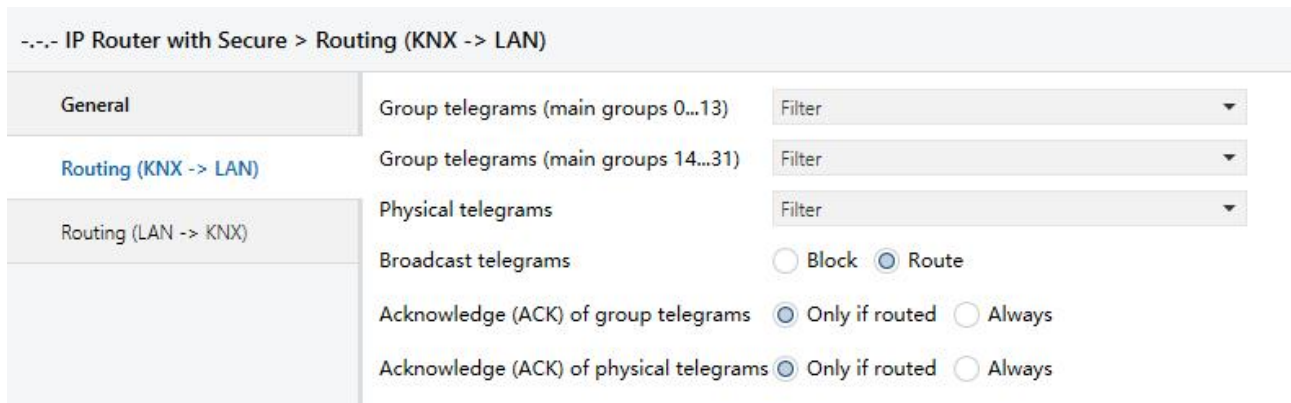 -.-.- IP Router with Secure > Routing (KNX -> LAN)
General
Routing (KNX -> LAN)
Routing (LAN -> KNX)
Group telegrams (main groups 0...13) Filter
Group telegrams (main groups 14...31) Filter
Physical telegrams Filter
Broadcast telegrams Block Route
Acknowledge (ACK) of group telegrams Only if routed Always
Acknowledge (ACK) of physical telegrams Only if routed Always